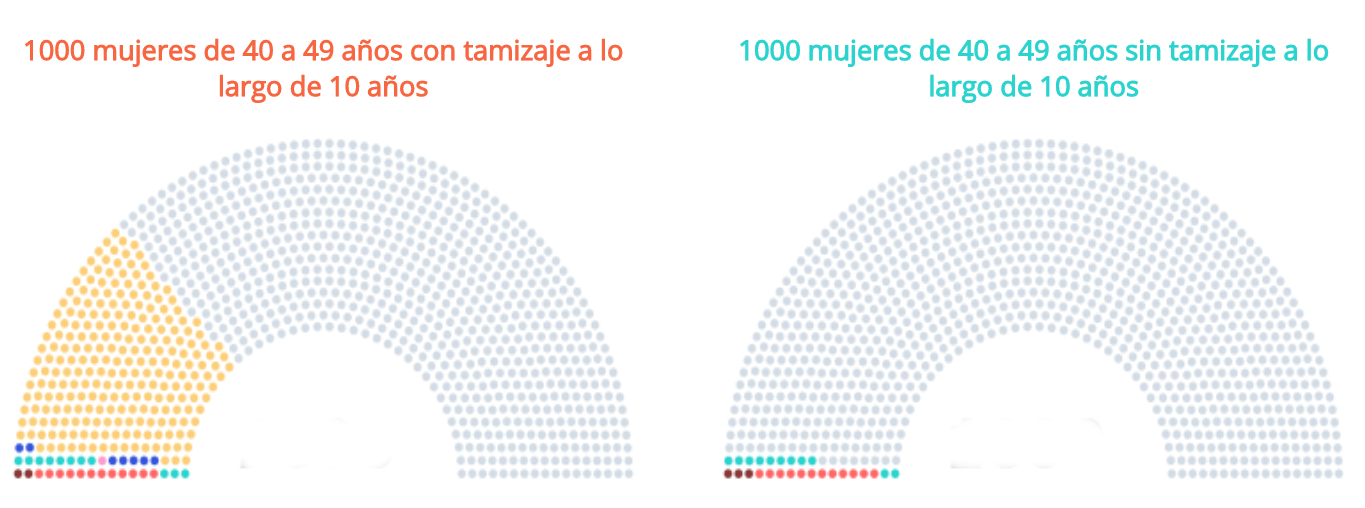 1000 mujeres de 40 a 49 años con tamizaje a lo
largo de 10 años
1000 mujeres de 40 a 49 años sin tamizaje a lo
largo de 10 años